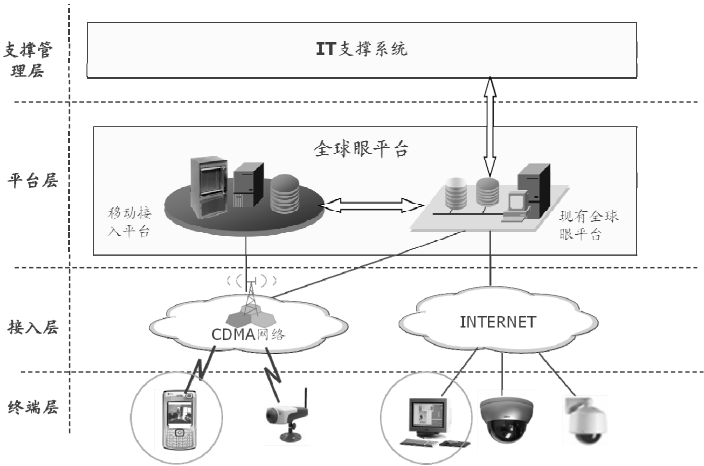 IT支撑系统
支撑管
理层
全球眼平台
平台层
移动接
入平台
现有全球
眼平台
接入层
CDMA网络
INTERNET
终端层